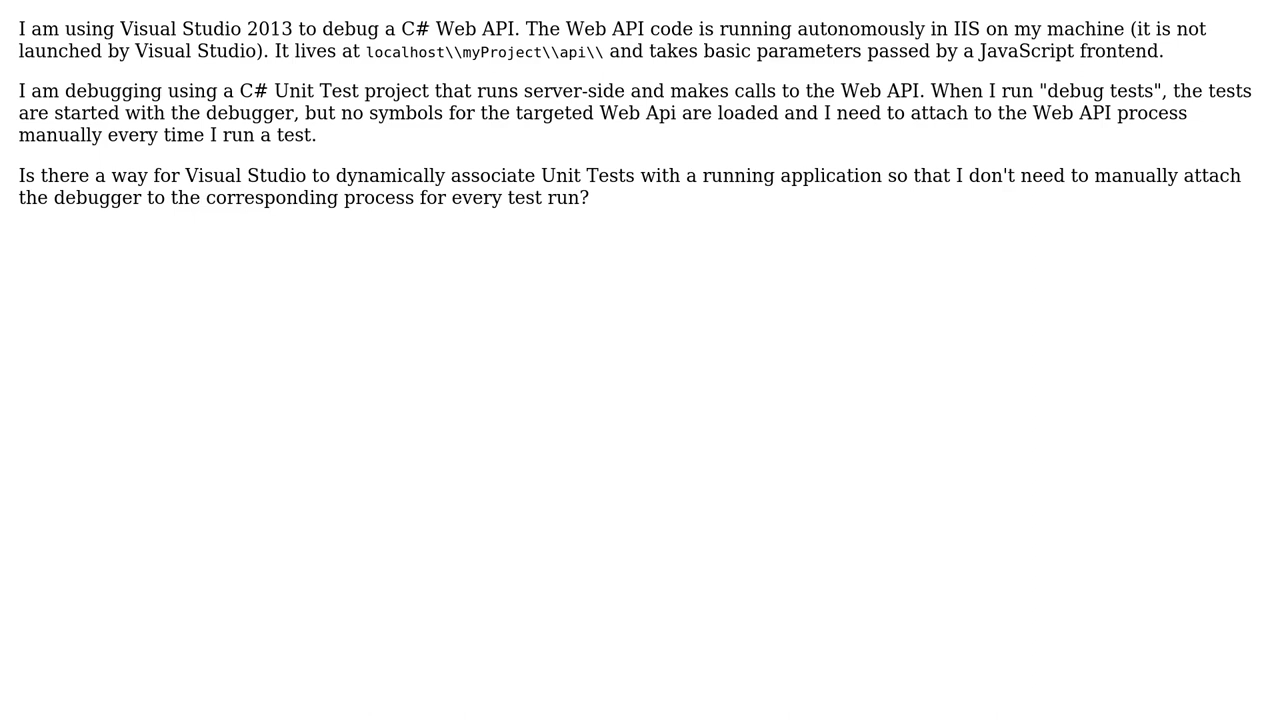 I am using Visual Studio 2013 to debug a C# Web API. The Web API code is running autonomously in IIS on my machine (it is not
launched by Visual Studio). It lives at localhost\\myProject\\api\\ and takes basic parameters passed by a JavaScript frontend.
I am debugging using a C# Unit Test project that runs server-side and makes calls to the Web API. When I run "debug tests", the tests
are started with the debugger, but no symbols for the targeted Web Api are loaded and I need to attach to the Web API process
manually every time I run a test.
Is there a way for Visual Studio to dynamically associate Unit Tests with a running application so that I don't need to manually attach
the debugger to the corresponding process for every test run?